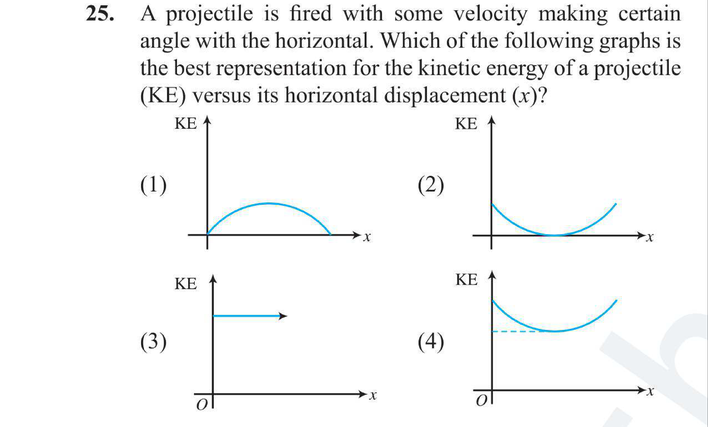 25. A projectile is fired with some velocity making certain
angle with the horizontal. Which of the following graphs is
the best representation for the kinetic energy of a projectile
(KE) versus its horizontal displacement (x)?
KE
KE
(1)
(2)
x
x
KE
KE
(3)
(4)
O
x
O
x